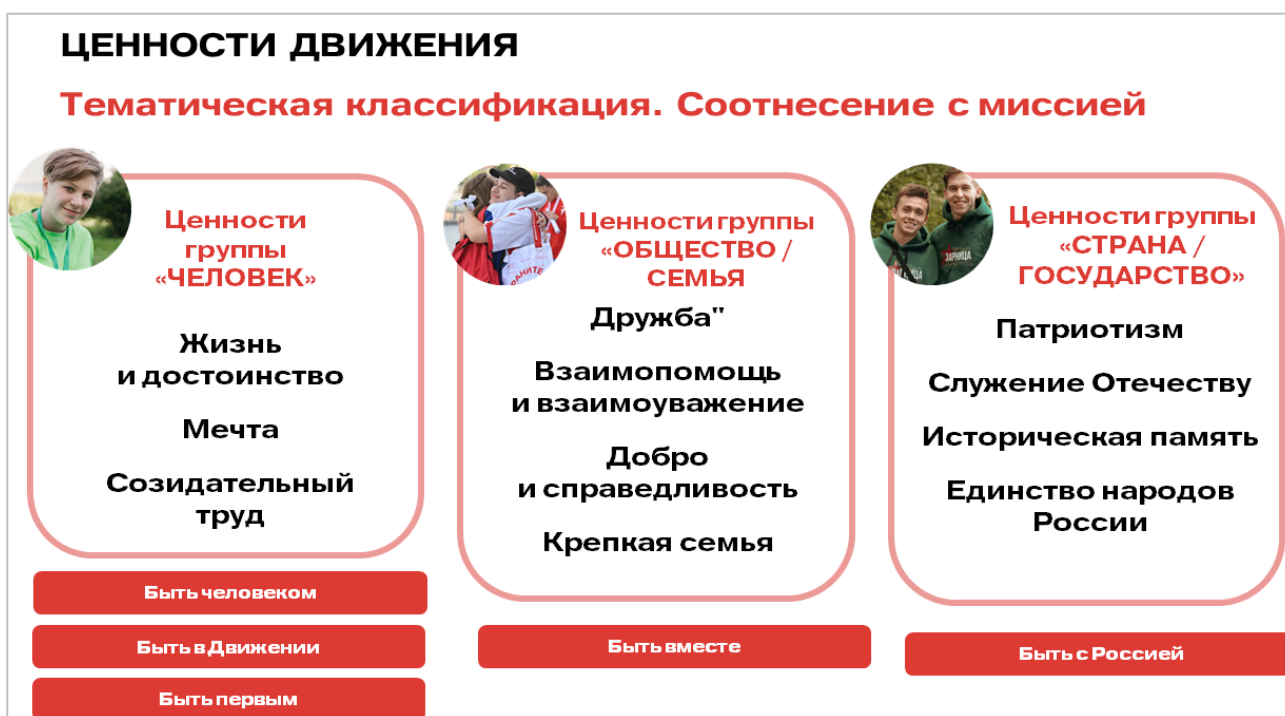 ЦЕННОСТИ ДВИЖЕНИЯ
Тематическая классификация. Соотнесение с миссией
Ценности
группы
«ЧЕЛОВЕК»
Жизнь
и достоинство
Мечта
Созидательный
труд
Быть человеком
Быть в Движении
Быть первым
Ценности группы
«ОБЩЕСТВО /
СЕМЬЯ
Дружба"
Взаимопомощь
и взаимоуважение
Добро
и справедливость
Крепкая семья
Быть вместе
Ценности группы
«СТРАНА /
ГОСУДАРСТВО»
Патриотизм
Служение Отечеству
Историческая память
Единство народов
России
Быть с Россией
ЗАРНИЦА